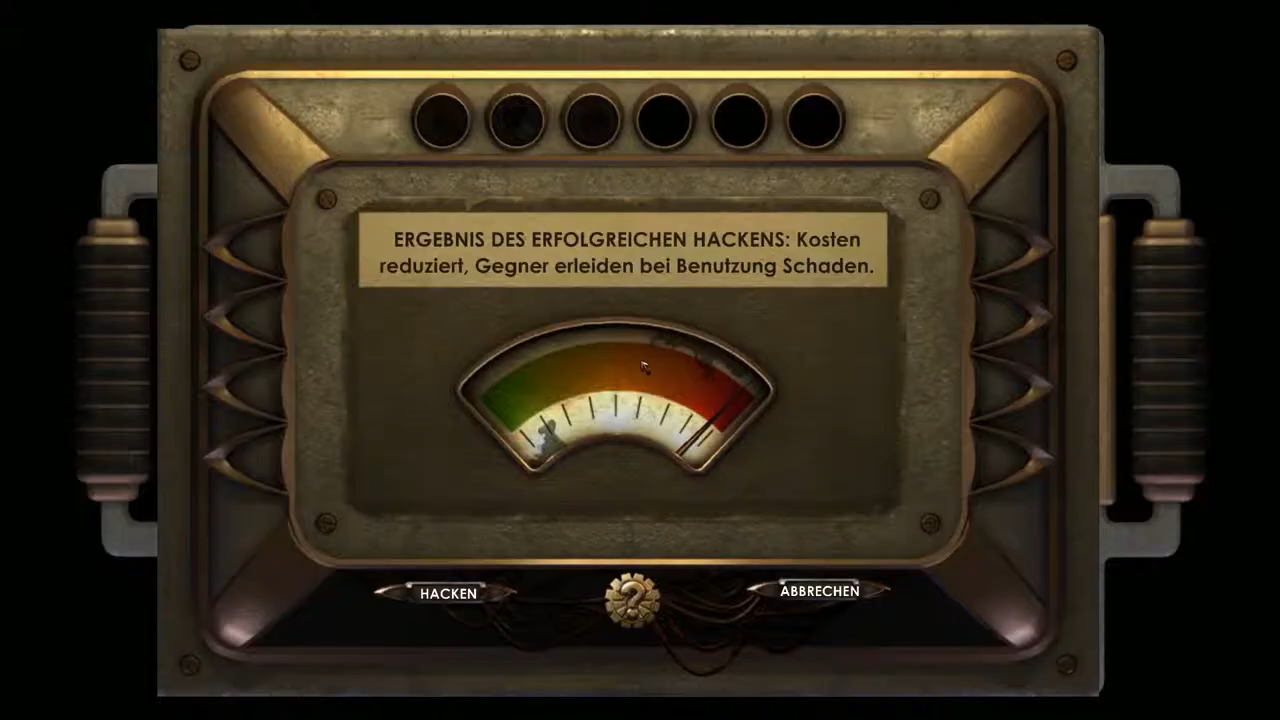 ERGEBNIS DES ERFOLGREICHEN HACKENS: Kosten
reduziert, Gegner erleiden bei Benutzung Schaden.
HACKEN
?
ABBRECHEN